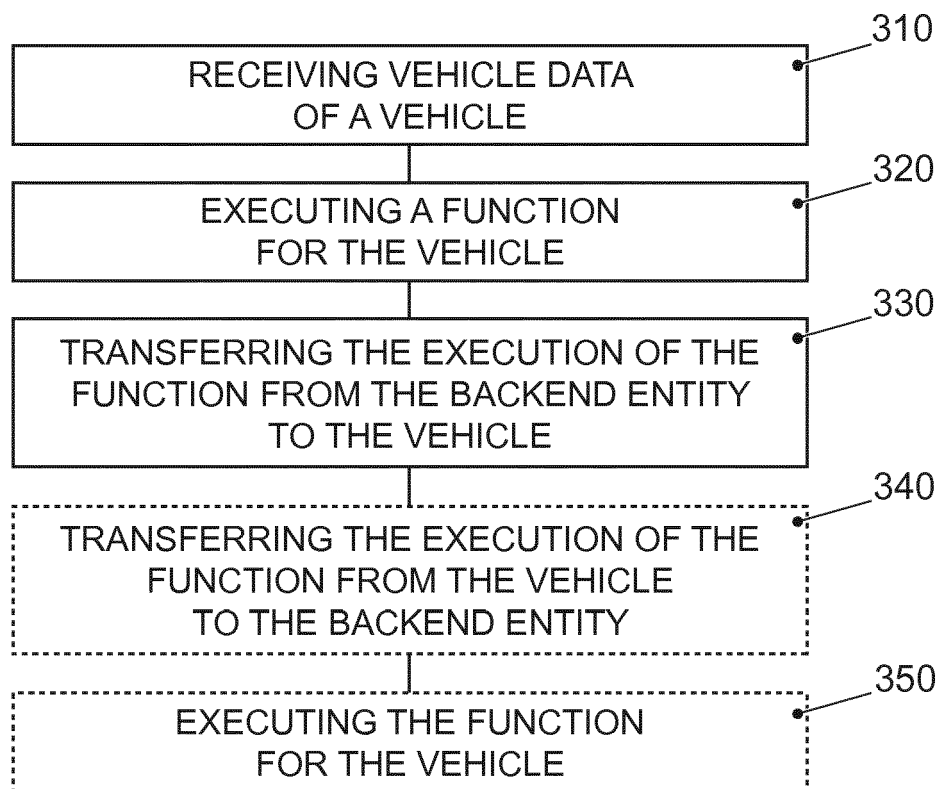 310
RECEIVING VEHICLE DATA
OF A VEHICLE
320
EXECUTING A FUNCTION
FOR THE VEHICLE
330
TRANSFERRING THE EXECUTION OF THE
FUNCTION FROM THE BACKEND ENTITY
TO THE VEHICLE
340
TRANSFERRING THE EXECUTION OF THE
FUNCTION FROM THE VEHICLE
TO THE BACKEND ENTITY
350
EXECUTING THE FUNCTION
FOR THE VEHICLE